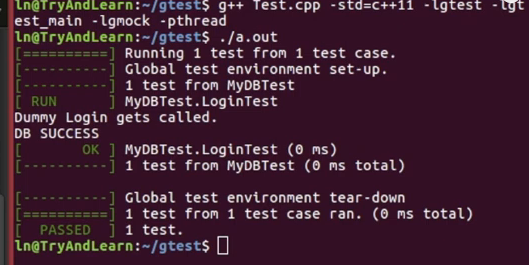 ln@TryAndLearn:~/gtest$ g++ Test.cpp -std=c++11 -lgtest -lgt
est_main -lgmock -pthread
ln@TryAndLearn:~/gtest$ ./a.out
[==========] Running 1 test from 1 test case.
[----------] Global test environment set-up.
[----------] 1 test from MyDBTest
[ RUN      ] MyDBTest.LoginTest
Dummy Login gets called.
DB SUCCESS
[       OK ] MyDBTest.LoginTest (0 ms)
[----------] 1 test from MyDBTest (0 ms total)
[----------] Global test environment tear-down
[==========] 1 test from 1 test case ran. (0 ms total)
[  PASSED  ] 1 test.
ln@TryAndLearn:~/gtest$